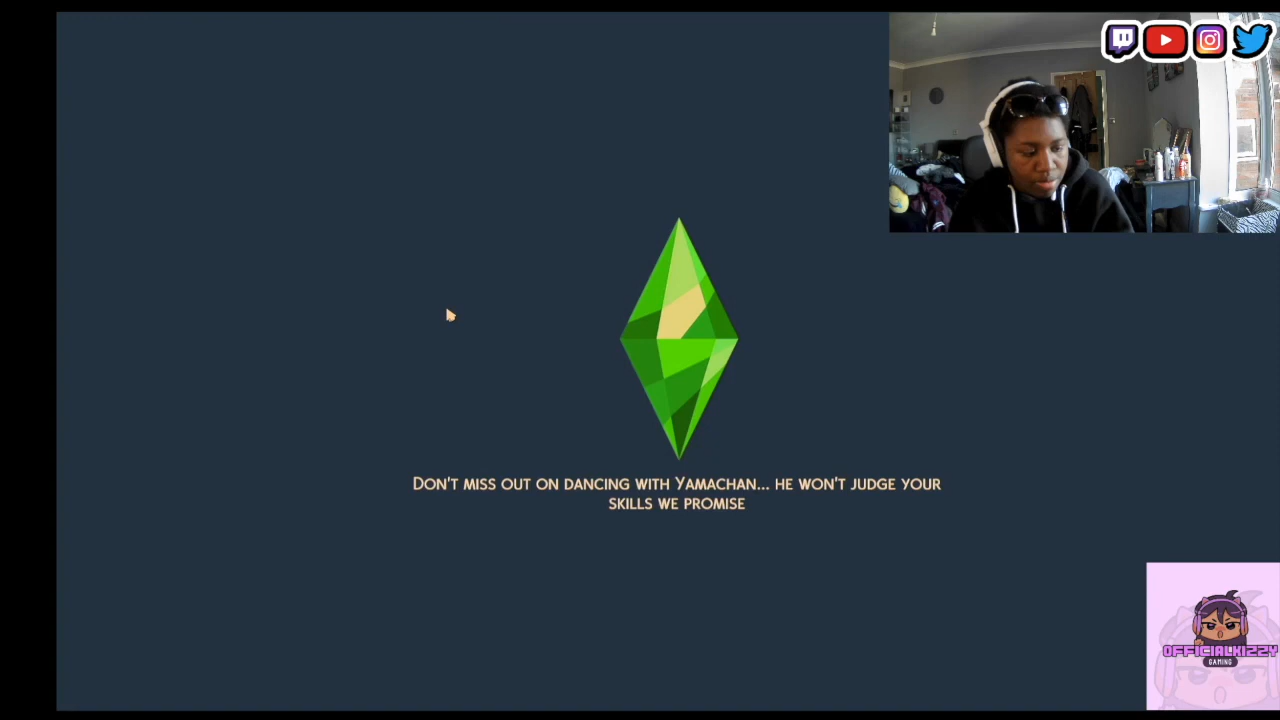 DON'T MISS OUT ON DANCING WITH YAMACHAN... HE WON'T JUDGE YOUR
SKILLS WE PROMISE
OFFICIALKIZZY
GAMING